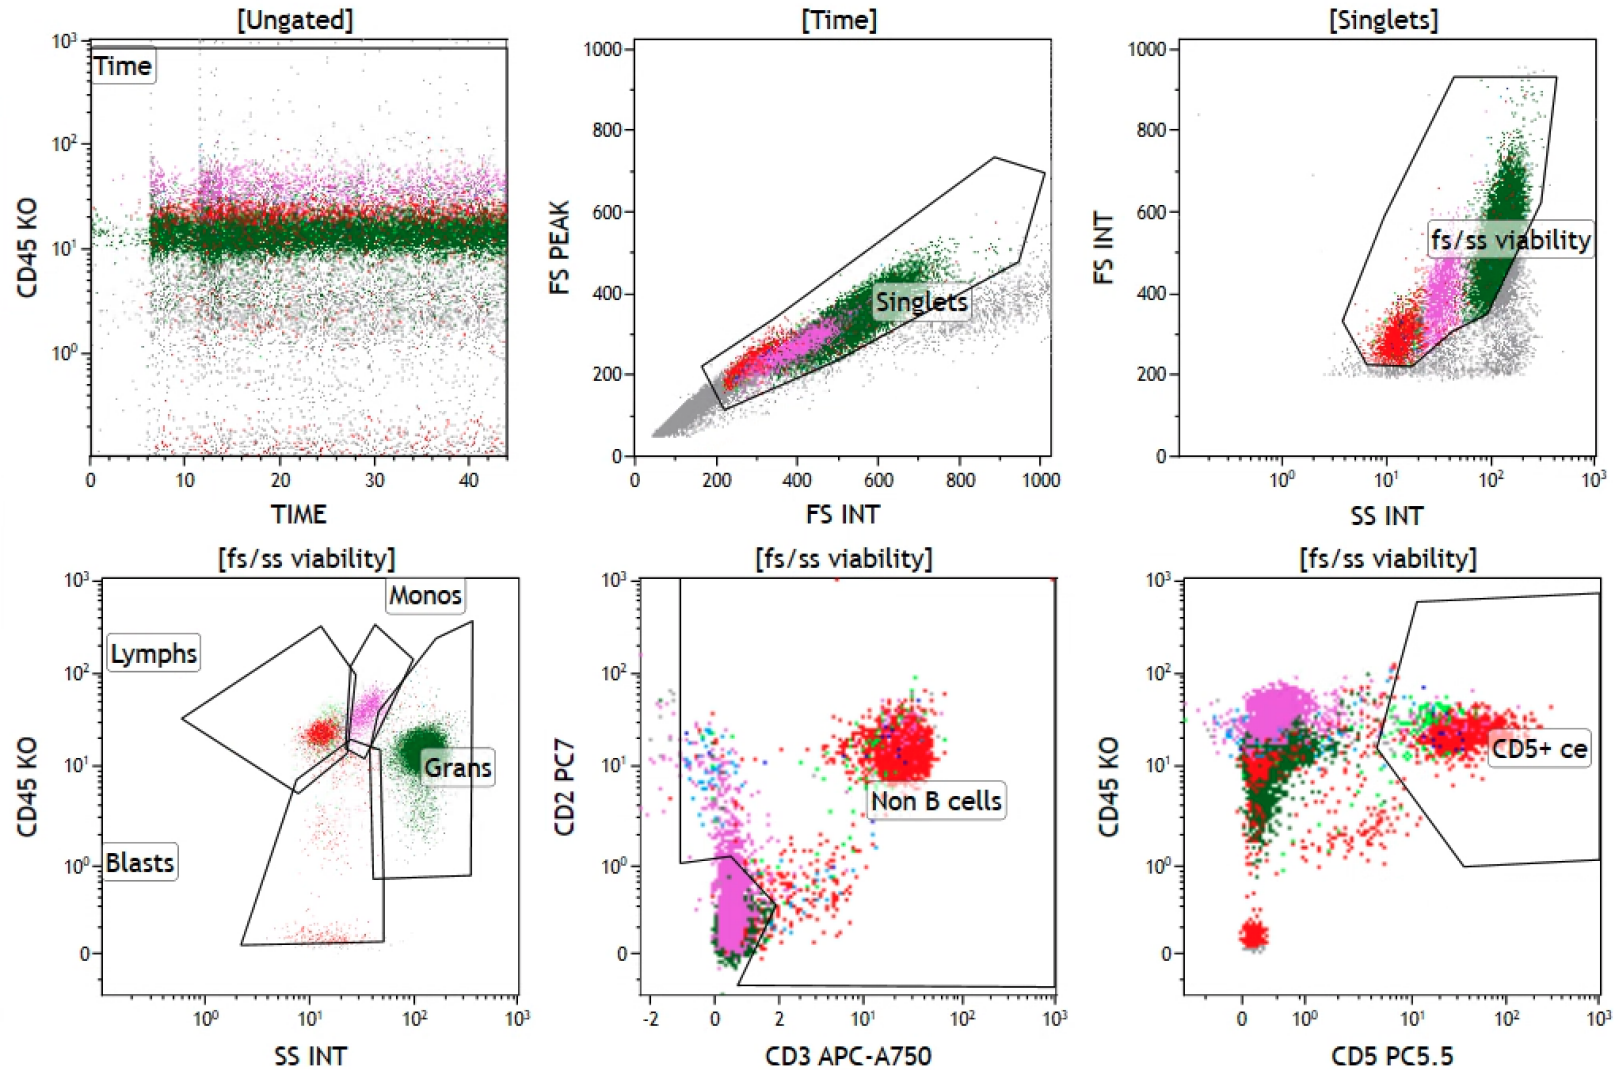 [Ungated]
[Time]
[Singlets]
10³
10²
10¹
10⁰
CD45 KO
Time
0
10
20
30
40
TIME
1000
800
600
400
200
0
FS PEAK
Singlets
0
200
400
600
800
1000
FS INT
1000
800
600
400
200
0
FS INT
fs/ss viability
10⁰
10¹
10²
10³
SS INT
[fs/ss viability]
[fs/ss viability]
[fs/ss viability]
10³
10²
10¹
10⁰
0
CD45 KO
Monos
Lymphs
Grans
Blasts
10⁰
10¹
10²
10³
SS INT
10³
10²
10¹
10⁰
0
CD2 PC7
Non B cells
-2
0
2
10¹
10²
10³
CD3 APC-A750
10³
10²
10¹
10⁰
0
CD45 KO
CD5+ ce
0
10⁰
10¹
10²
10³
CD5 PC5.5